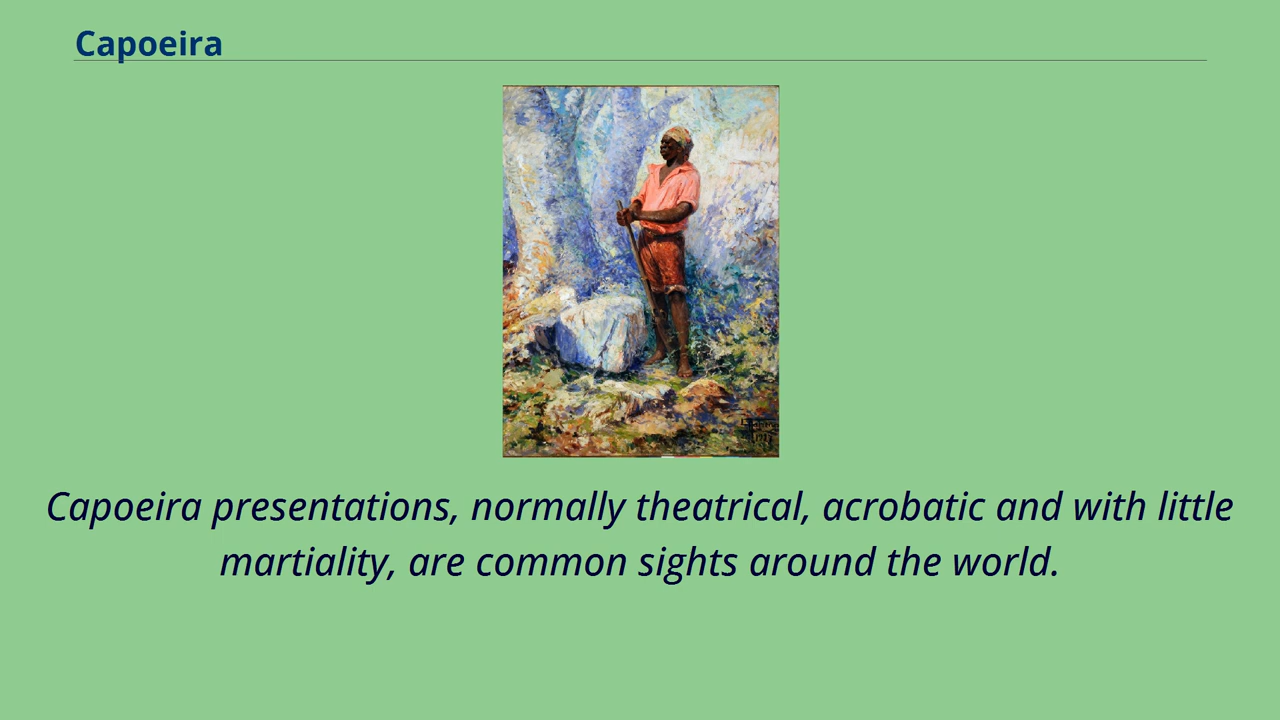 Capoeira
Capoeira presentations, normally theatrical, acrobatic and with little
martiality, are common sights around the world.